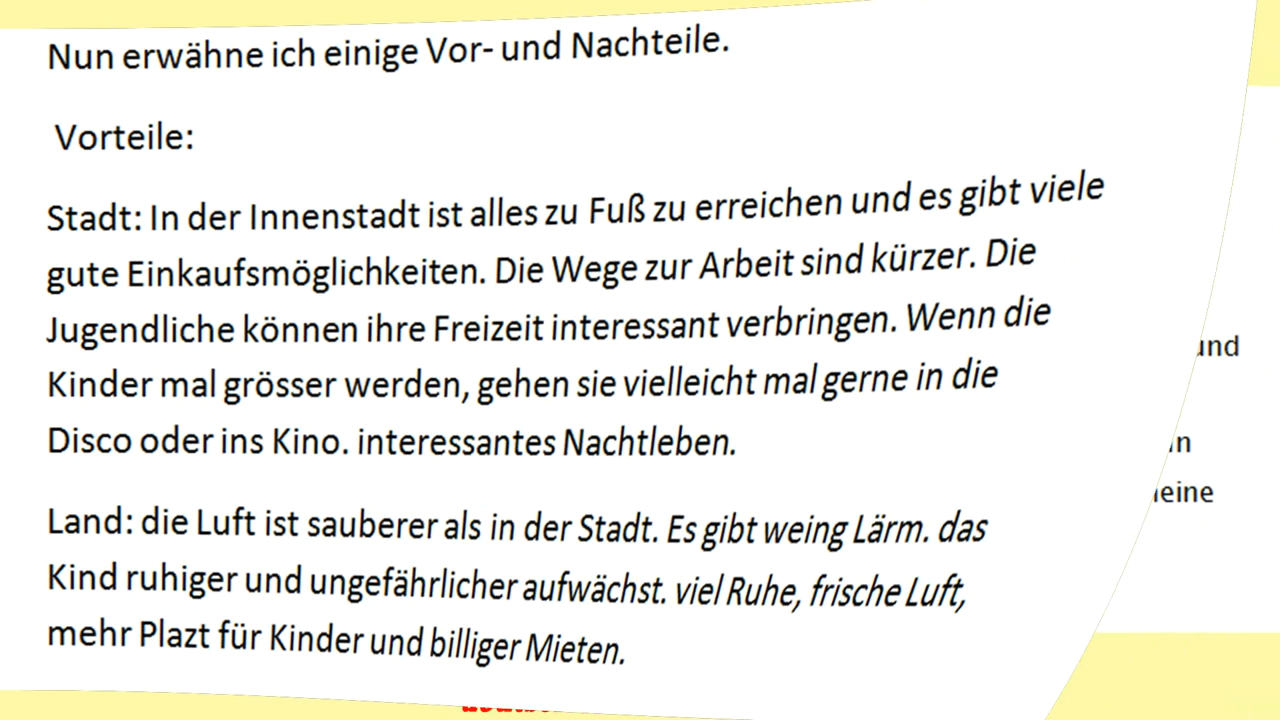 Nun erwähne ich einige Vor- und Nachteile.
Vorteile:
Stadt: In der Innenstadt ist alles zu Fuß zu erreichen und es gibt viele
gute Einkaufsmöglichkeiten. Die Wege zur Arbeit sind kürzer. Die
Jugendliche können ihre Freizeit interessant verbringen. Wenn die
Kinder mal grösser werden, gehen sie vielleicht mal gerne in die
Disco oder ins Kino. interessantes Nachtleben.
Land: die Luft ist sauberer als in der Stadt. Es gibt weing Lärm. das
Kind ruhiger und ungefährlicher aufwächst. viel Ruhe, frische Luft,
mehr Plazt für Kinder und billiger Mieten.